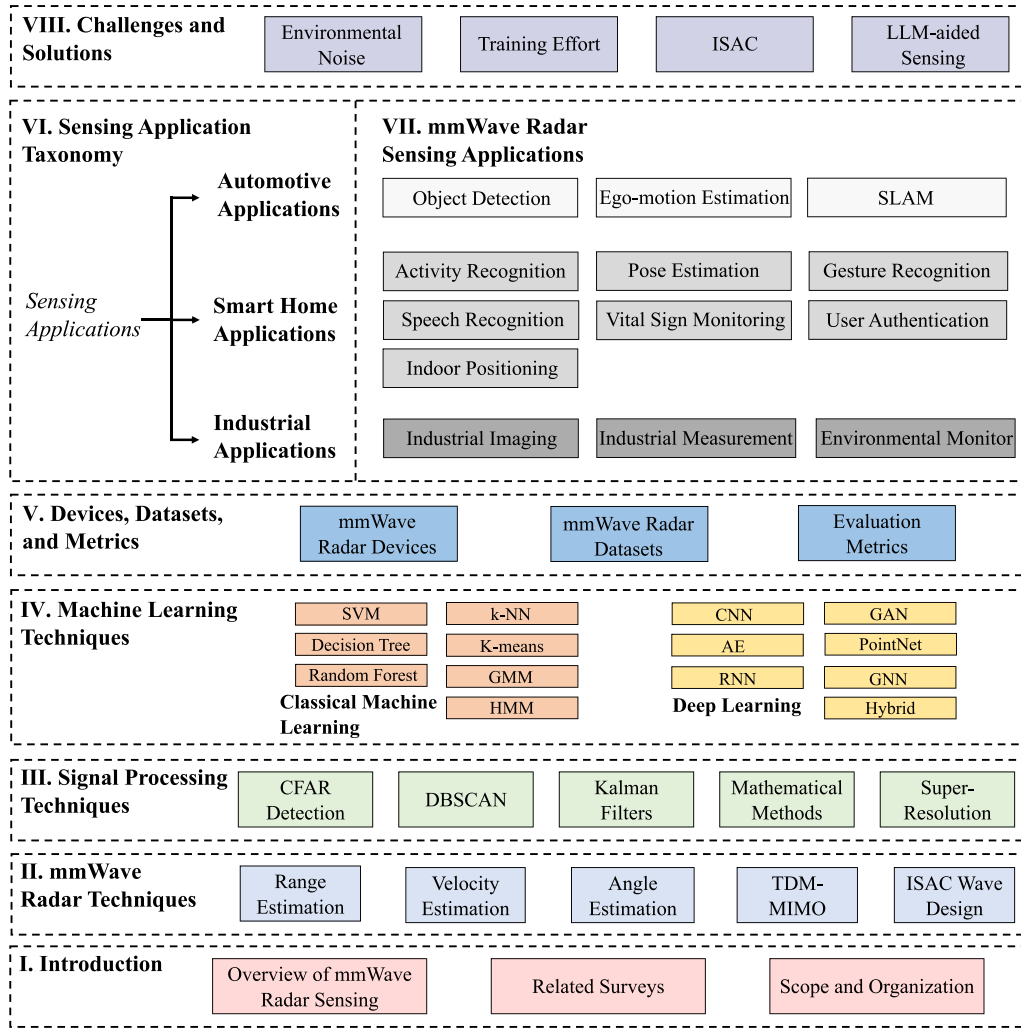 VIII. Challenges and
Solutions
Environmental
Noise
Training Effort
ISAC
LLM-aided
Sensing
VI. Sensing Application
Taxonomy
Sensing
Applications
Automotive
Applications
Smart Home
Applications
Industrial
Applications
VII. mmWave Radar
Sensing Applications
Object Detection
Ego-motion Estimation
SLAM
Activity Recognition
Pose Estimation
Gesture Recognition
Speech Recognition
Vital Sign Monitoring
User Authentication
Indoor Positioning
Industrial Imaging
Industrial Measurement
Environmental Monitor
V. Devices, Datasets,
and Metrics
mmWave
Radar Devices
mmWave Radar
Datasets
Evaluation
Metrics
IV. Machine Learning
Techniques
SVM
Decision Tree
Random Forest
Classical Machine
Learning
k-NN
K-means
GMM
HMM
CNN
AE
RNN
Deep Learning
GAN
PointNet
GNN
Hybrid
III. Signal Processing
Techniques
CFAR
Detection
DBSCAN
Kalman
Filters
Mathematical
Methods
Super-
Resolution
II. mmWave
Radar Techniques
Range
Estimation
Velocity
Estimation
Angle
Estimation
TDM-
MIMO
ISAC Wave
Design
I. Introduction
Overview of mmWave
Radar Sensing
Related Surveys
Scope and Organization